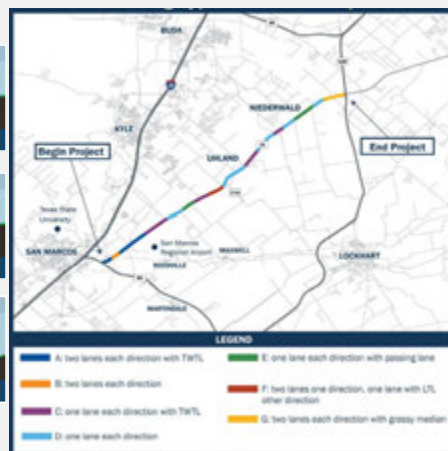 BUDA
35
NIEDERWALD
KYLE
Begin Project
End Project
UHLAND
21
Texas State
University
San Marcos
Regional Airport
MAXWELL
SAN MARCOS
REEDVILLE
LOCKHART
MARTINDALE
LEGEND
A: two lanes each direction with TWTL
B: two lanes each direction
C: one lane each direction with TWTL
D: one lane each direction
E: one lane each direction with passing lane
F: two lanes one direction, one lane with LTL
other direction
G: two lanes each direction with grassy median